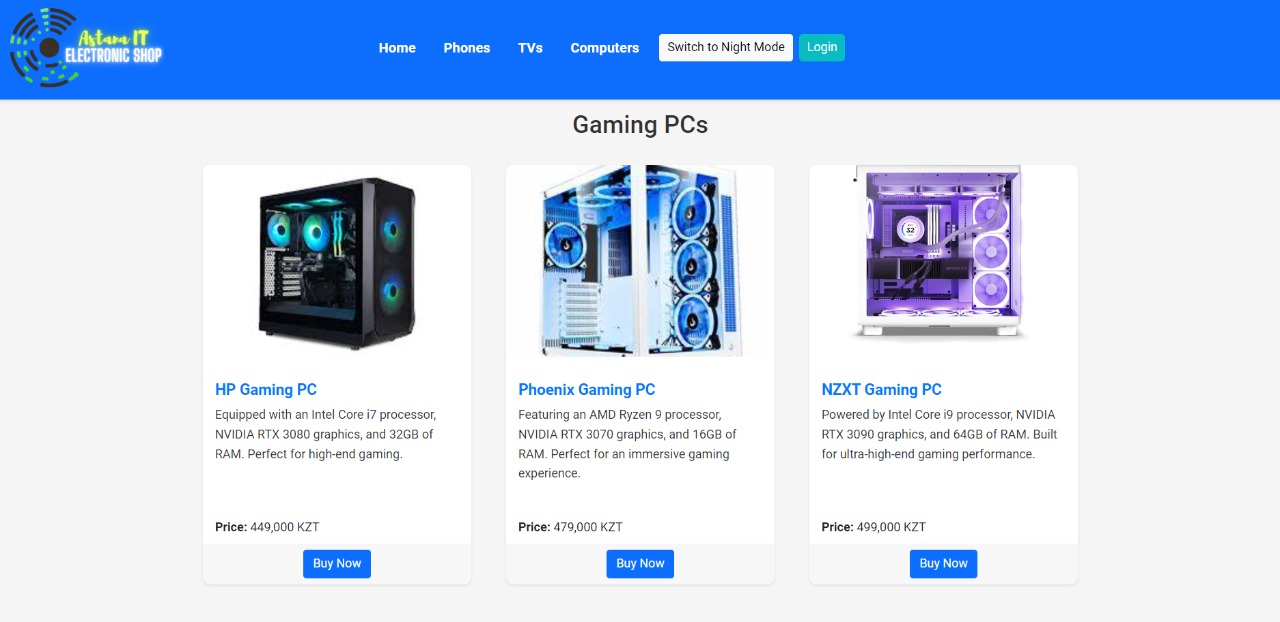 Astana IT
ELECTRONIC SHOP
Home Phones TVs Computers Switch to Night Mode Login
Gaming PCs
32
HP Gaming PC
Equipped with an Intel Core i7 processor,
NVIDIA RTX 3080 graphics, and 32GB of
RAM. Perfect for high-end gaming.
Price: 449,000 KZT
Buy Now
Phoenix Gaming PC
Featuring an AMD Ryzen 9 processor,
NVIDIA RTX 3070 graphics, and 16GB of
RAM. Perfect for an immersive gaming
experience.
Price: 479,000 KZT
Buy Now
NZXT Gaming PC
Powered by Intel Core i9 processor, NVIDIA
RTX 3090 graphics, and 64GB of RAM. Built
for ultra-high-end gaming performance.
Price: 499,000 KZT
Buy Now